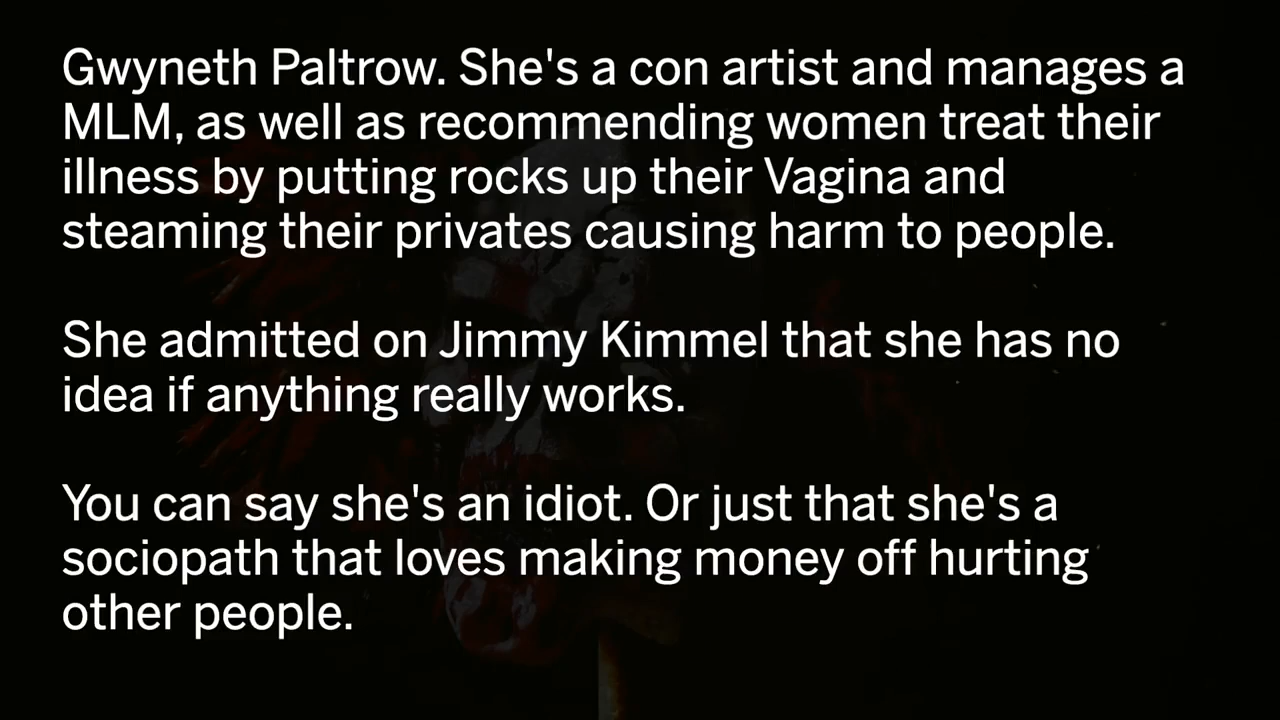 Gwyneth Paltrow. She's a con artist and manages a
MLM, as well as recommending women treat their
illness by putting rocks up their Vagina and
steaming their privates causing harm to people.
She admitted on Jimmy Kimmel that she has no
idea if anything really works.
You can say she's an idiot. Or just that she's a
sociopath that loves making money off hurting
other people.